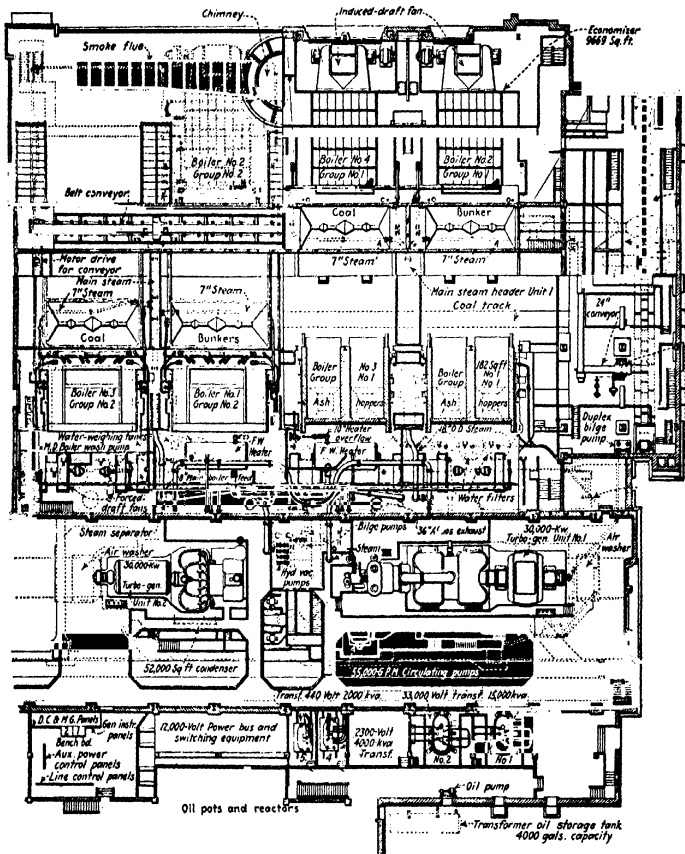 Chimney
Induced-draft fan
Smoke flue
Economizer
9669 Sq. ft.
Boiler No.2
Group No.2
Boiler No.4
Group No.1
Boiler No.2
Group No.1
Belt conveyor
Coal
Bunker
7" Steam
7" Steam
Motor drive
for conveyor
Main steam
7" Steam
7" Steam
Main steam header Unit 1
Coal track
24"
conveyor
Coal
Bunkers
Boiler
Group
Ash
No 3
No 1
hoppers
Boiler
Group
Ash
No 1
No 1
hoppers
Boiler No.3
Group No.2
Boiler No.1
Group No.2
Duplex
bilge
pump
Water-weighing tanks
M.D. Boiler wash pump
F.W.
Heater
Heater
overflow
18" O.D Steam
F. W. Heater
Forced-
draft fans
Water filters
Steam separator
Bilge pumps
exhaust
30,000-Kw
Turbo-gen. Unit No.1
Air
washer
Air washer
30,000-Kw
Turbo-gen.
Unit No.2
Hyd vac
pumps
Steam
52,000 Sq ft condenser
55,000 G.P.M. Circulating pumps
Transf. 440 Volt 2000 kva.
33,000 Volt transf. 15,000 kva.
D.C. & M.G. Panels
Gen instr.
panels
Bench bd.
Aux. power
control panels
Line control panels
12,000-Volt Power bus and
switching equipment
2300-Volt
4000-kva
Transf.
No.2
No.1
Oil pots and reactors
Oil pump
Transformer oil storage tank
4000 gals. capacity